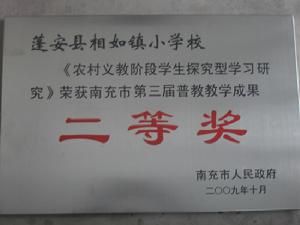 蓬安县相如镇小学校
《农村义教阶段学生探究型学习研
究》荣获南充市第三届普教教学成果
二等奖
南充市人民政府
二〇〇九年十月